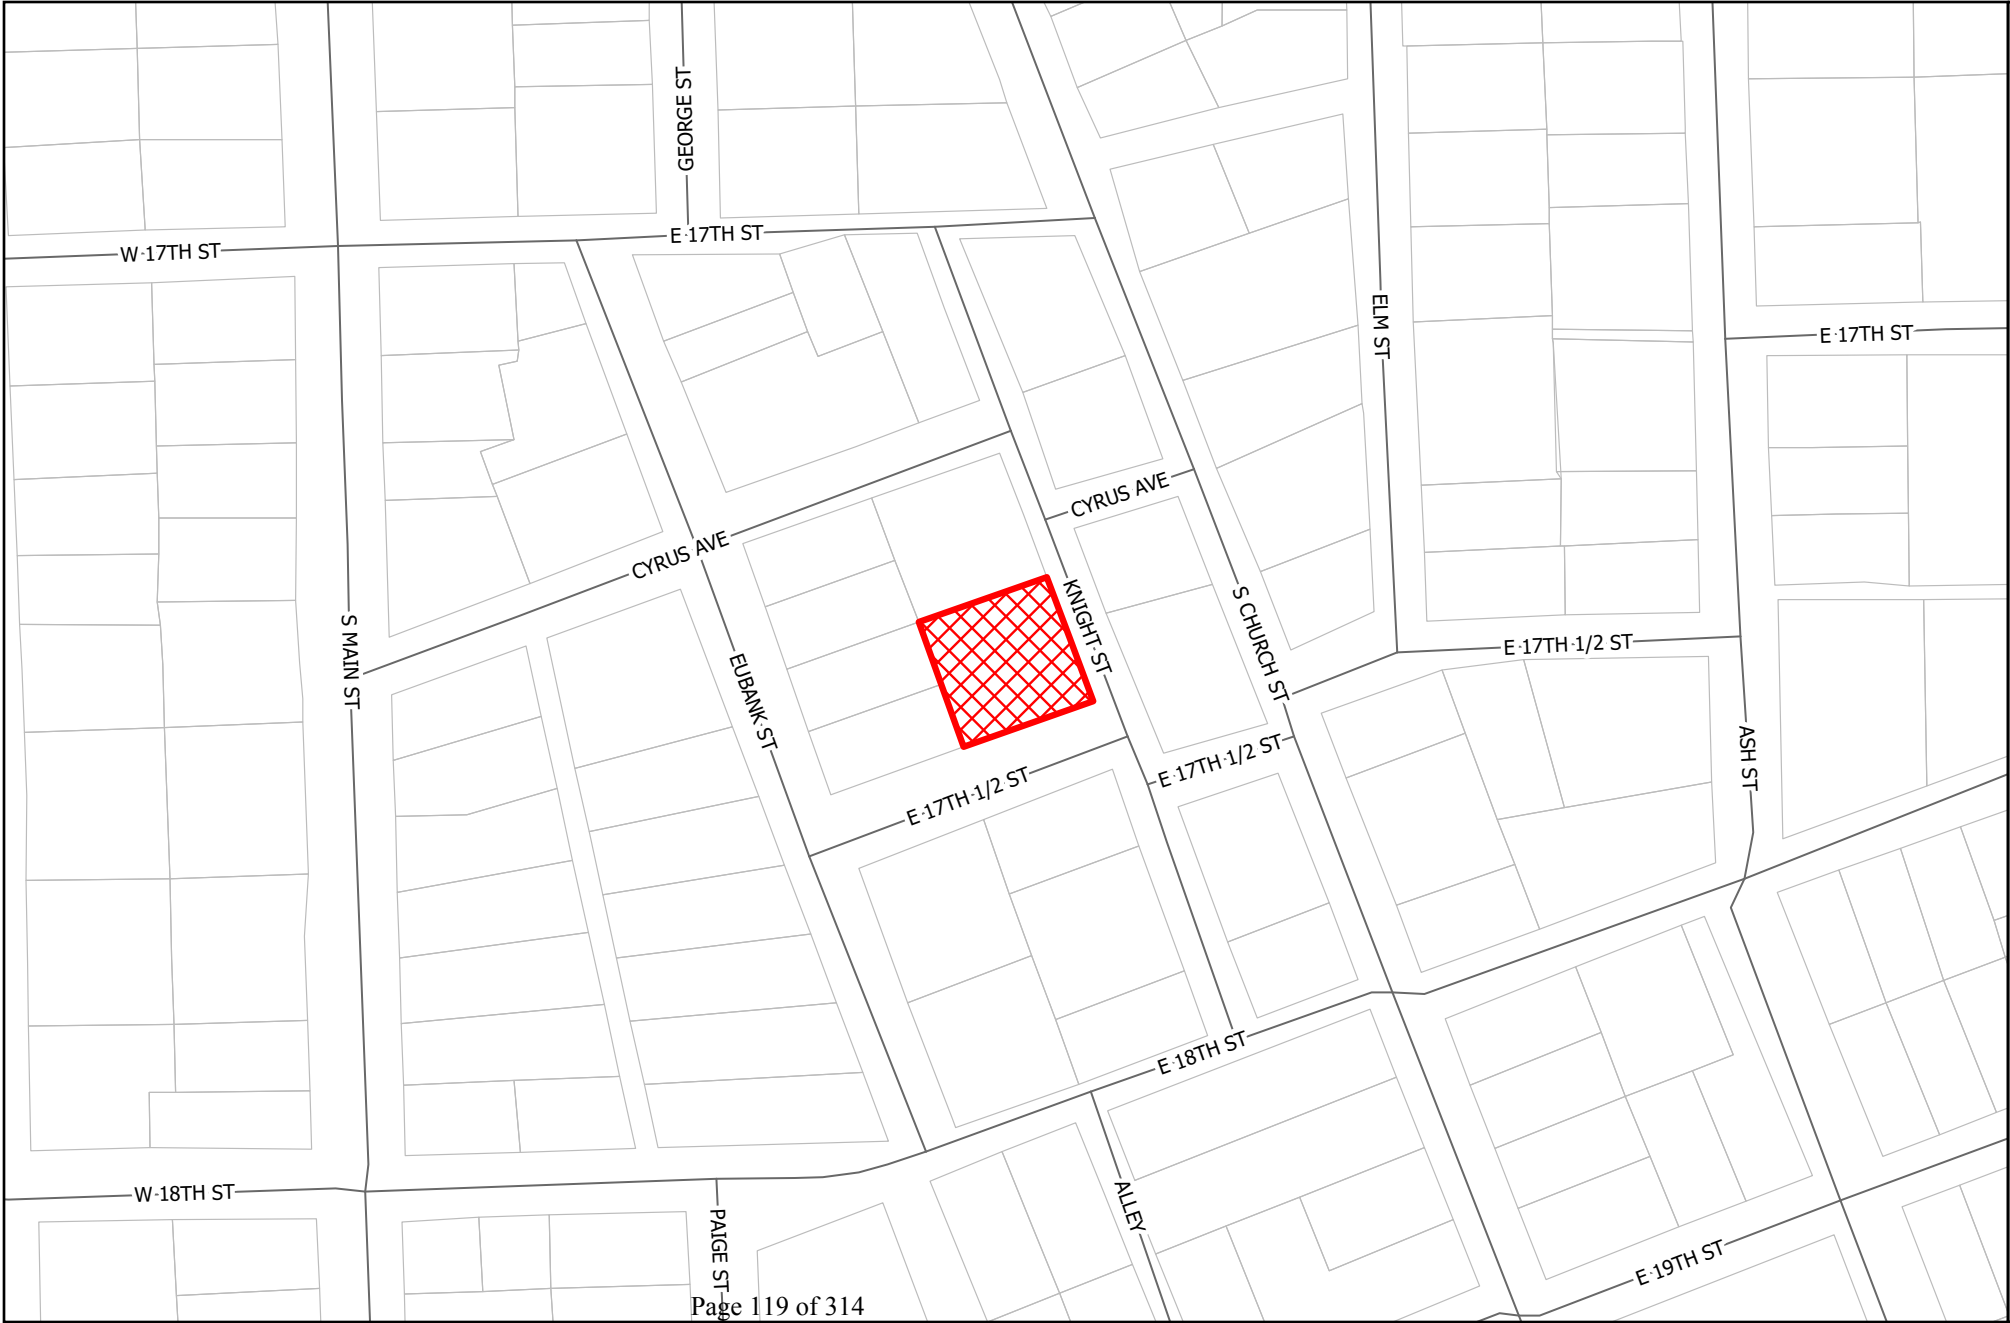 GEORGE ST
E 17TH ST
W 17TH ST
ELM ST
E 17TH ST
CYRUS AVE
CYRUS AVE
KNIGHT ST
S CHURCH ST
S MAIN ST
E 17TH 1/2 ST
EUBANK ST
ASH ST
E 17TH 1/2 ST
E 17TH 1/2 ST
E 18TH ST
W 18TH ST
ALLEY
PAIGE ST
E 19TH ST
Page 119 of 314